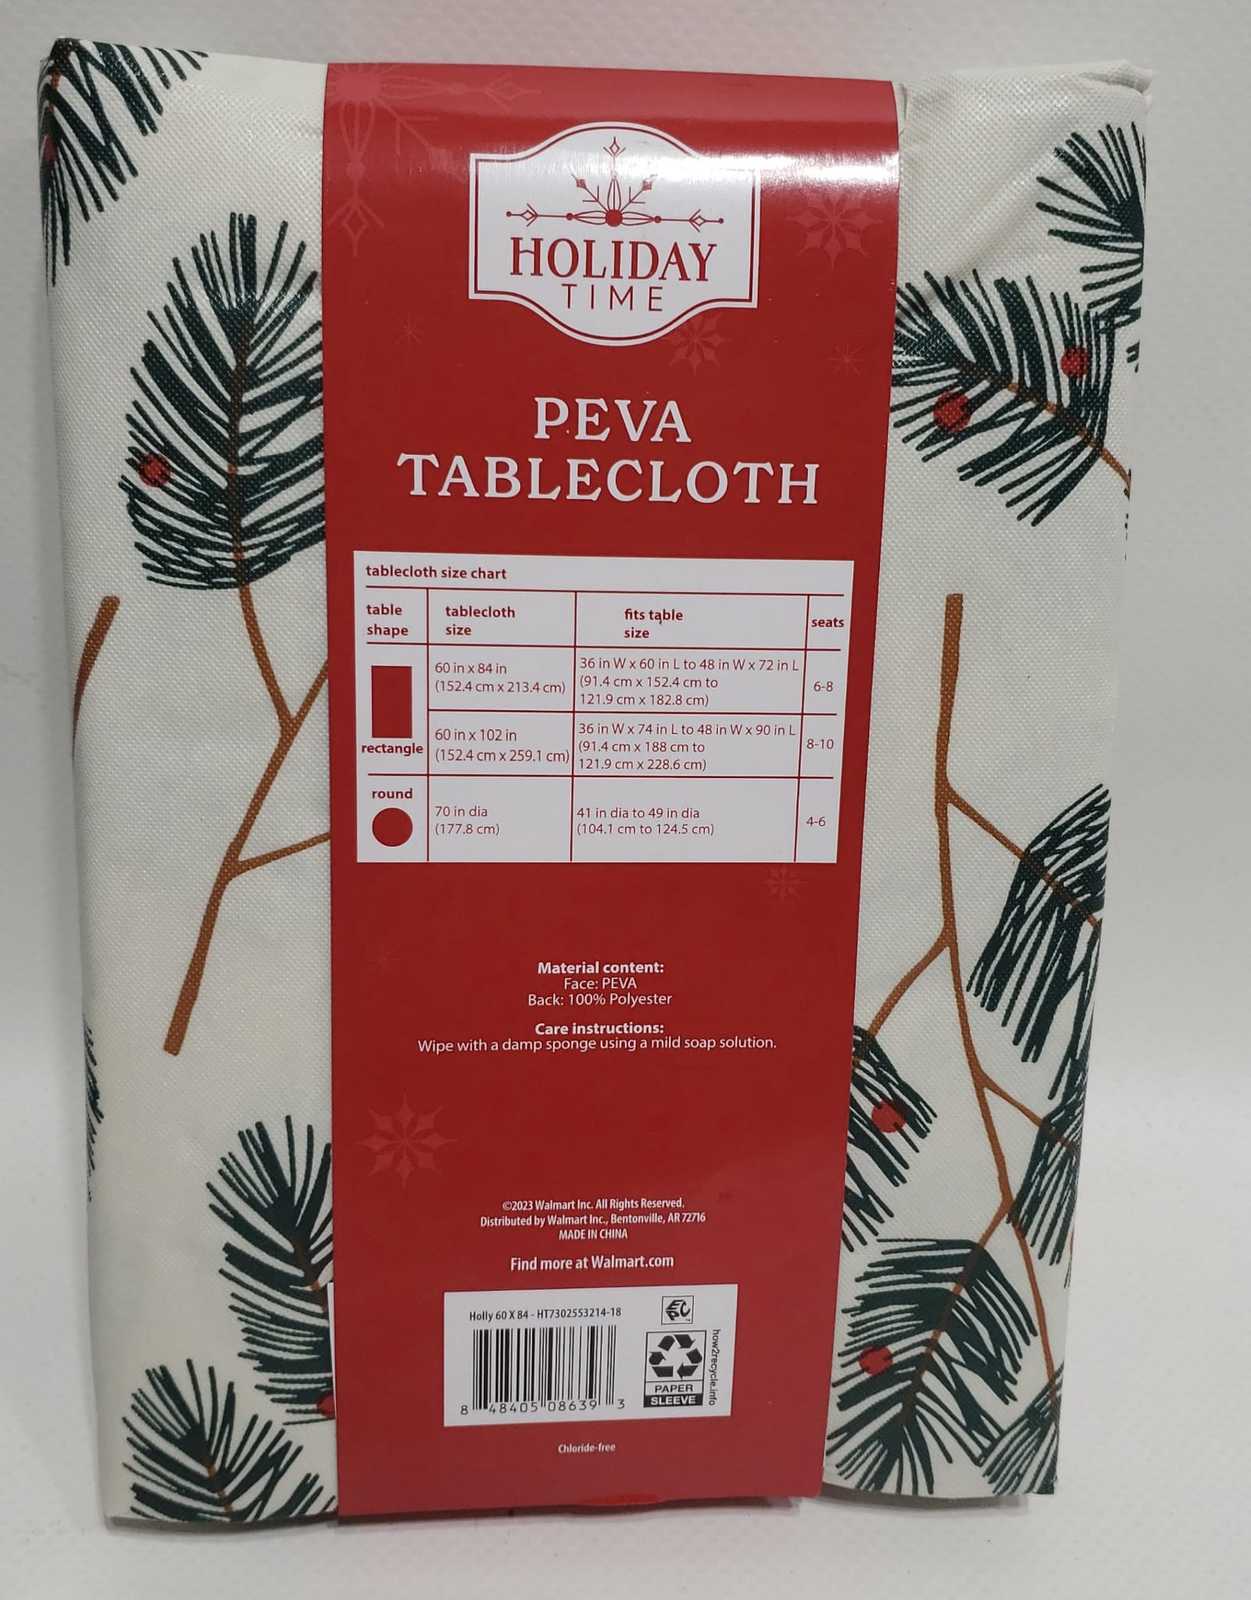 HOLIDAY
TIME
PEVA
TABLECLOTH
tablecloth size chart
table shape tablecloth size fits table size seats
rectangle
60 in x 84 in
(152.4 cm x 213.4 cm)
36 in W x 60 in L to 48 in W x 72 in L
(91.4 cm x 152.4 cm to
121.9 cm x 182.8 cm)
6-8
60 in x 102 in
(152.4 cm x 259.1 cm)
36 in W x 74 in L to 48 in W x 90 in L
(91.4 cm x 188 cm to
121.9 cm x 228.6 cm)
8-10
round
70 in dia
(177.8 cm)
41 in dia to 49 in dia
(104.1 cm to 124.5 cm)
4-6
Material content:
Face: PEVA
Back: 100% Polyester
Care instructions:
Wipe with a damp sponge using a mild soap solution.
©2023 Walmart Inc. All Rights Reserved.
Distributed by Walmart Inc., Bentonville, AR 72716
MADE IN CHINA
Find more at Walmart.com
Holly 60 X 84 - HT7302553214-18
8 48405 08639 3
PAPER
SLEEVE
how2recycle.info
Chloride-free